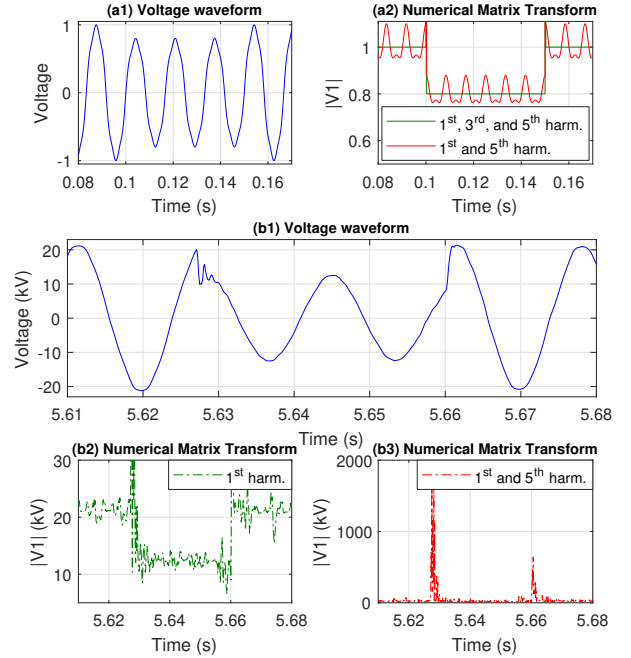 (a1) Voltage waveform
Voltage
1
0
-1
0.08 0.1 0.12 0.14 0.16
Time (s)
(a2) Numerical Matrix Transform
|V1|
1
0.8
0.6
1st, 3rd, and 5th harm.
1st and 5th harm.
0.08 0.1 0.12 0.14 0.16
Time (s)
(b1) Voltage waveform
Voltage (kV)
20
10
0
-10
-20
5.61 5.62 5.63 5.64 5.65 5.66 5.67 5.68
Time (s)
(b2) Numerical Matrix Transform
|V1| (kV)
30
20
10
1st harm.
5.62 5.64 5.66 5.68
Time (s)
(b3) Numerical Matrix Transform
|V1| (kV)
2000
1000
0
1st and 5th harm.
5.62 5.64 5.66 5.68
Time (s)